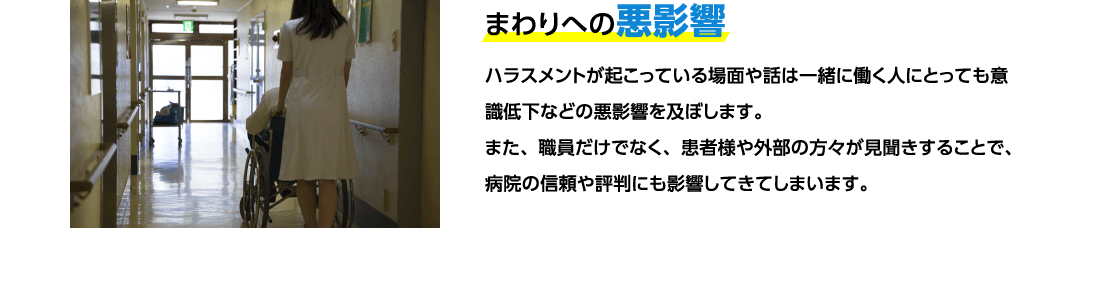 まわりへの悪影響
ハラスメントが起こっている場面や話は一緒に働く人にとっても意
識低下などの悪影響を及ぼします。
また、職員だけでなく、患者様や外部の方々が見聞きすることで、
病院の信頼や評判にも影響してきてしまいます。